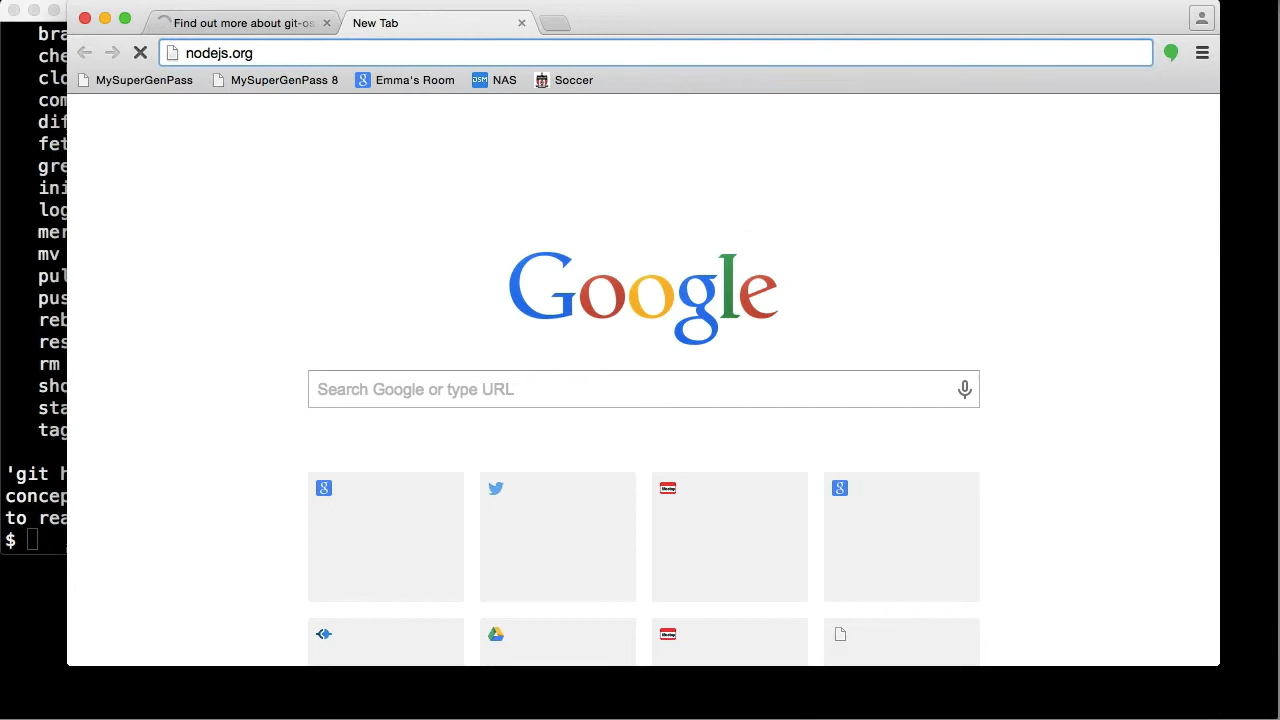 Find out more about git-os
New Tab
nodejs.org
MySuperGenPass
MySuperGenPass 8
Emma's Room
NAS
Soccer
Google
Search Google or type URL
bra
che
clo
com
dif
fet
gre
ini
log
mer
mv
pul
pus
reb
res
rm
sho
sta
tag
'git h
concep
to rea
$